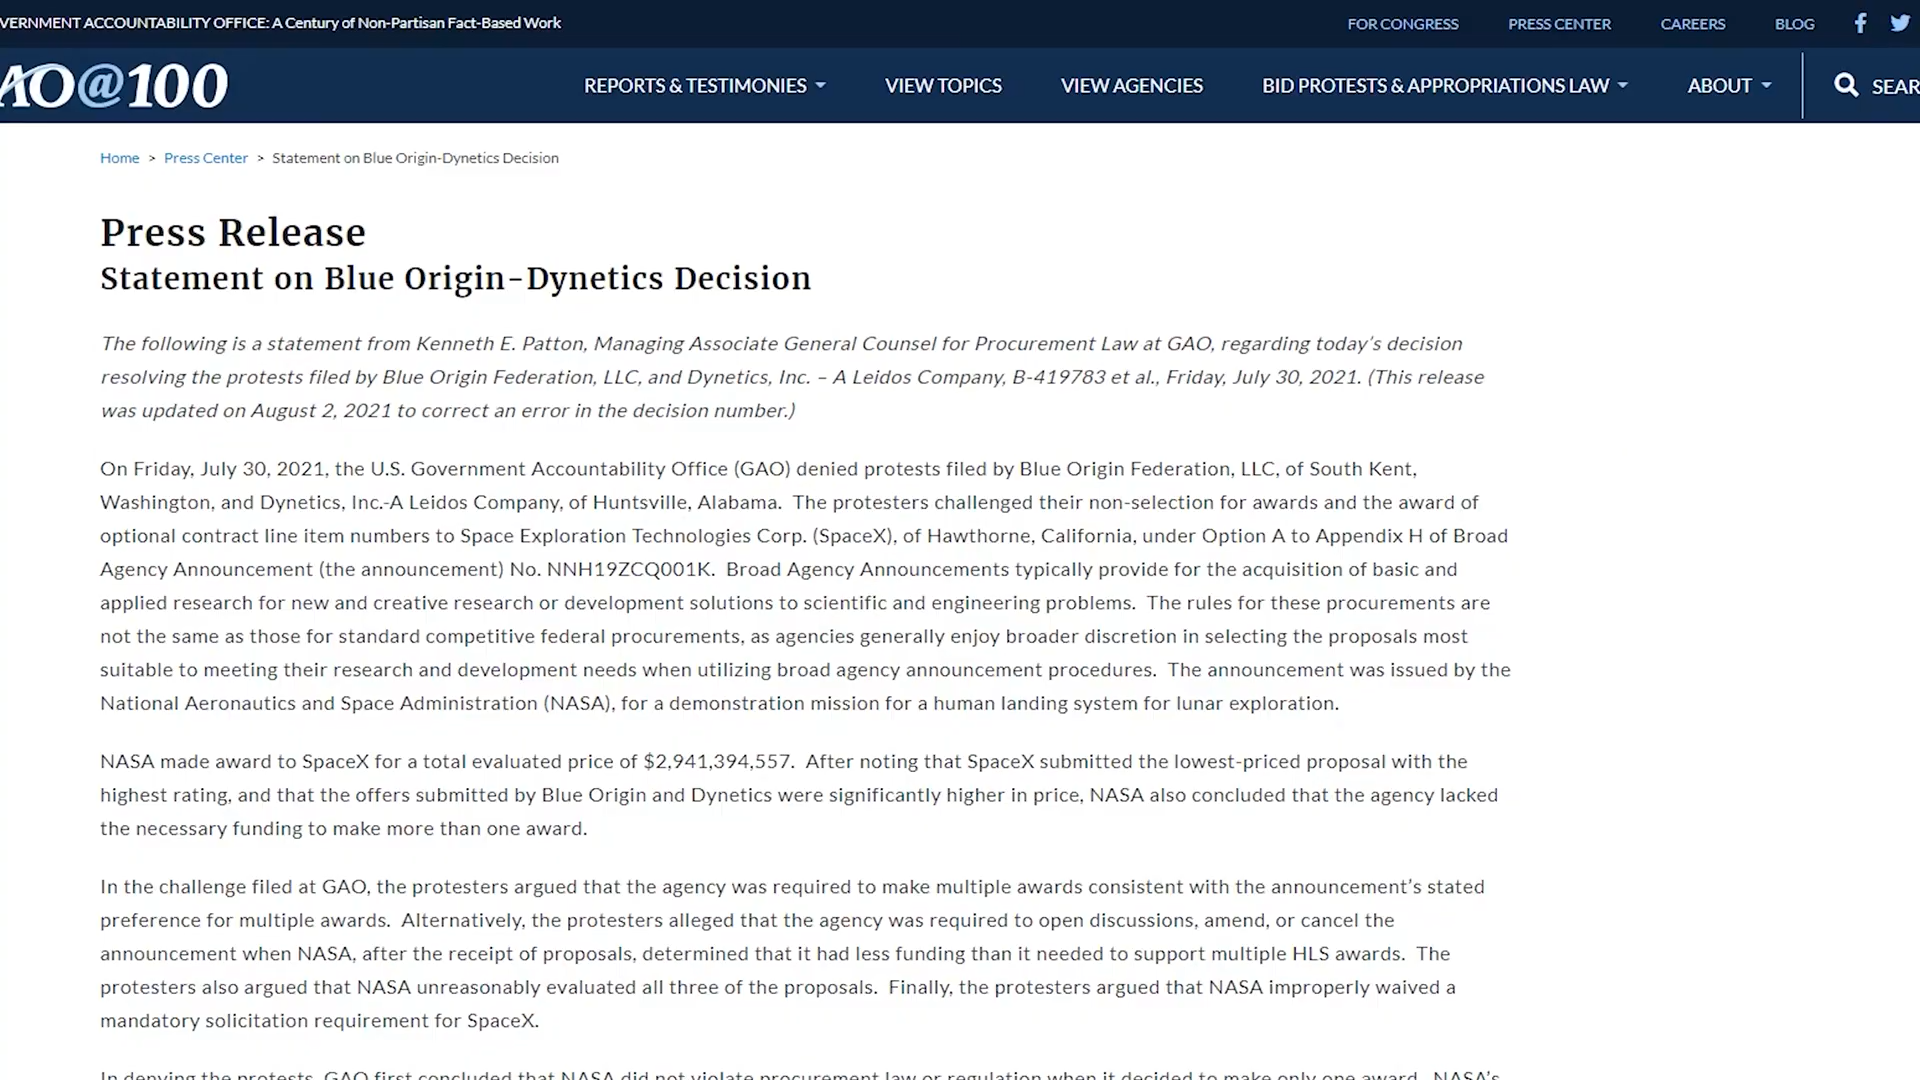 VERNMENT ACCOUNTABILITY OFFICE: A Century of Non-Partisan Fact-Based Work
FOR CONGRESS PRESS CENTER CAREERS BLOG
AO@100
REPORTS & TESTIMONIES VIEW TOPICS VIEW AGENCIES BID PROTESTS & APPROPRIATIONS LAW ABOUT SEAR
Home > Press Center > Statement on Blue Origin-Dynetics Decision
Press Release
Statement on Blue Origin-Dynetics Decision
The following is a statement from Kenneth E. Patton, Managing Associate General Counsel for Procurement Law at GAO, regarding today’s decision
resolving the protests filed by Blue Origin Federation, LLC, and Dynetics, Inc. – A Leidos Company, B-419783 et al., Friday, July 30, 2021. (This release
was updated on August 2, 2021 to correct an error in the decision number.)
On Friday, July 30, 2021, the U.S. Government Accountability Office (GAO) denied protests filed by Blue Origin Federation, LLC, of South Kent,
Washington, and Dynetics, Inc.-A Leidos Company, of Huntsville, Alabama. The protesters challenged their non-selection for awards and the award of
optional contract line item numbers to Space Exploration Technologies Corp. (SpaceX), of Hawthorne, California, under Option A to Appendix H of Broad
Agency Announcement (the announcement) No. NNH19ZCQ001K. Broad Agency Announcements typically provide for the acquisition of basic and
applied research for new and creative research or development solutions to scientific and engineering problems. The rules for these procurements are
not the same as those for standard competitive federal procurements, as agencies generally enjoy broader discretion in selecting the proposals most
suitable to meeting their research and development needs when utilizing broad agency announcement procedures. The announcement was issued by the
National Aeronautics and Space Administration (NASA), for a demonstration mission for a human landing system for lunar exploration.
NASA made award to SpaceX for a total evaluated price of $2,941,394,557. After noting that SpaceX submitted the lowest-priced proposal with the
highest rating, and that the offers submitted by Blue Origin and Dynetics were significantly higher in price, NASA also concluded that the agency lacked
the necessary funding to make more than one award.
In the challenge filed at GAO, the protesters argued that the agency was required to make multiple awards consistent with the announcement’s stated
preference for multiple awards. Alternatively, the protesters alleged that the agency was required to open discussions, amend, or cancel the
announcement when NASA, after the receipt of proposals, determined that it had less funding than it needed to support multiple HLS awards. The
protesters also argued that NASA unreasonably evaluated all three of the proposals. Finally, the protesters argued that NASA improperly waived a
mandatory solicitation requirement for SpaceX.
In denying the protests, GAO first concluded that NASA did not violate procurement law or regulation when it decided to make only one award. NASA’s